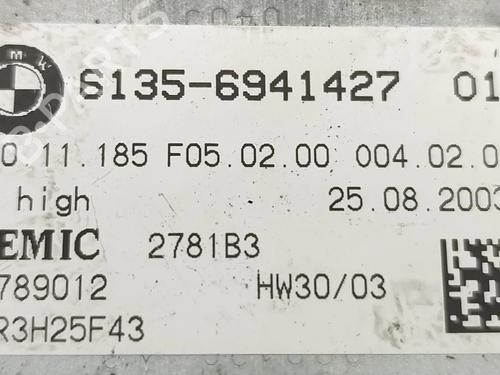 BMW 6135-6941427 01
0.11.185 F05.02.00 004.02.0
high 25.08.2003
EMIC 2781B3
789012 HW30/03
R3H25F43